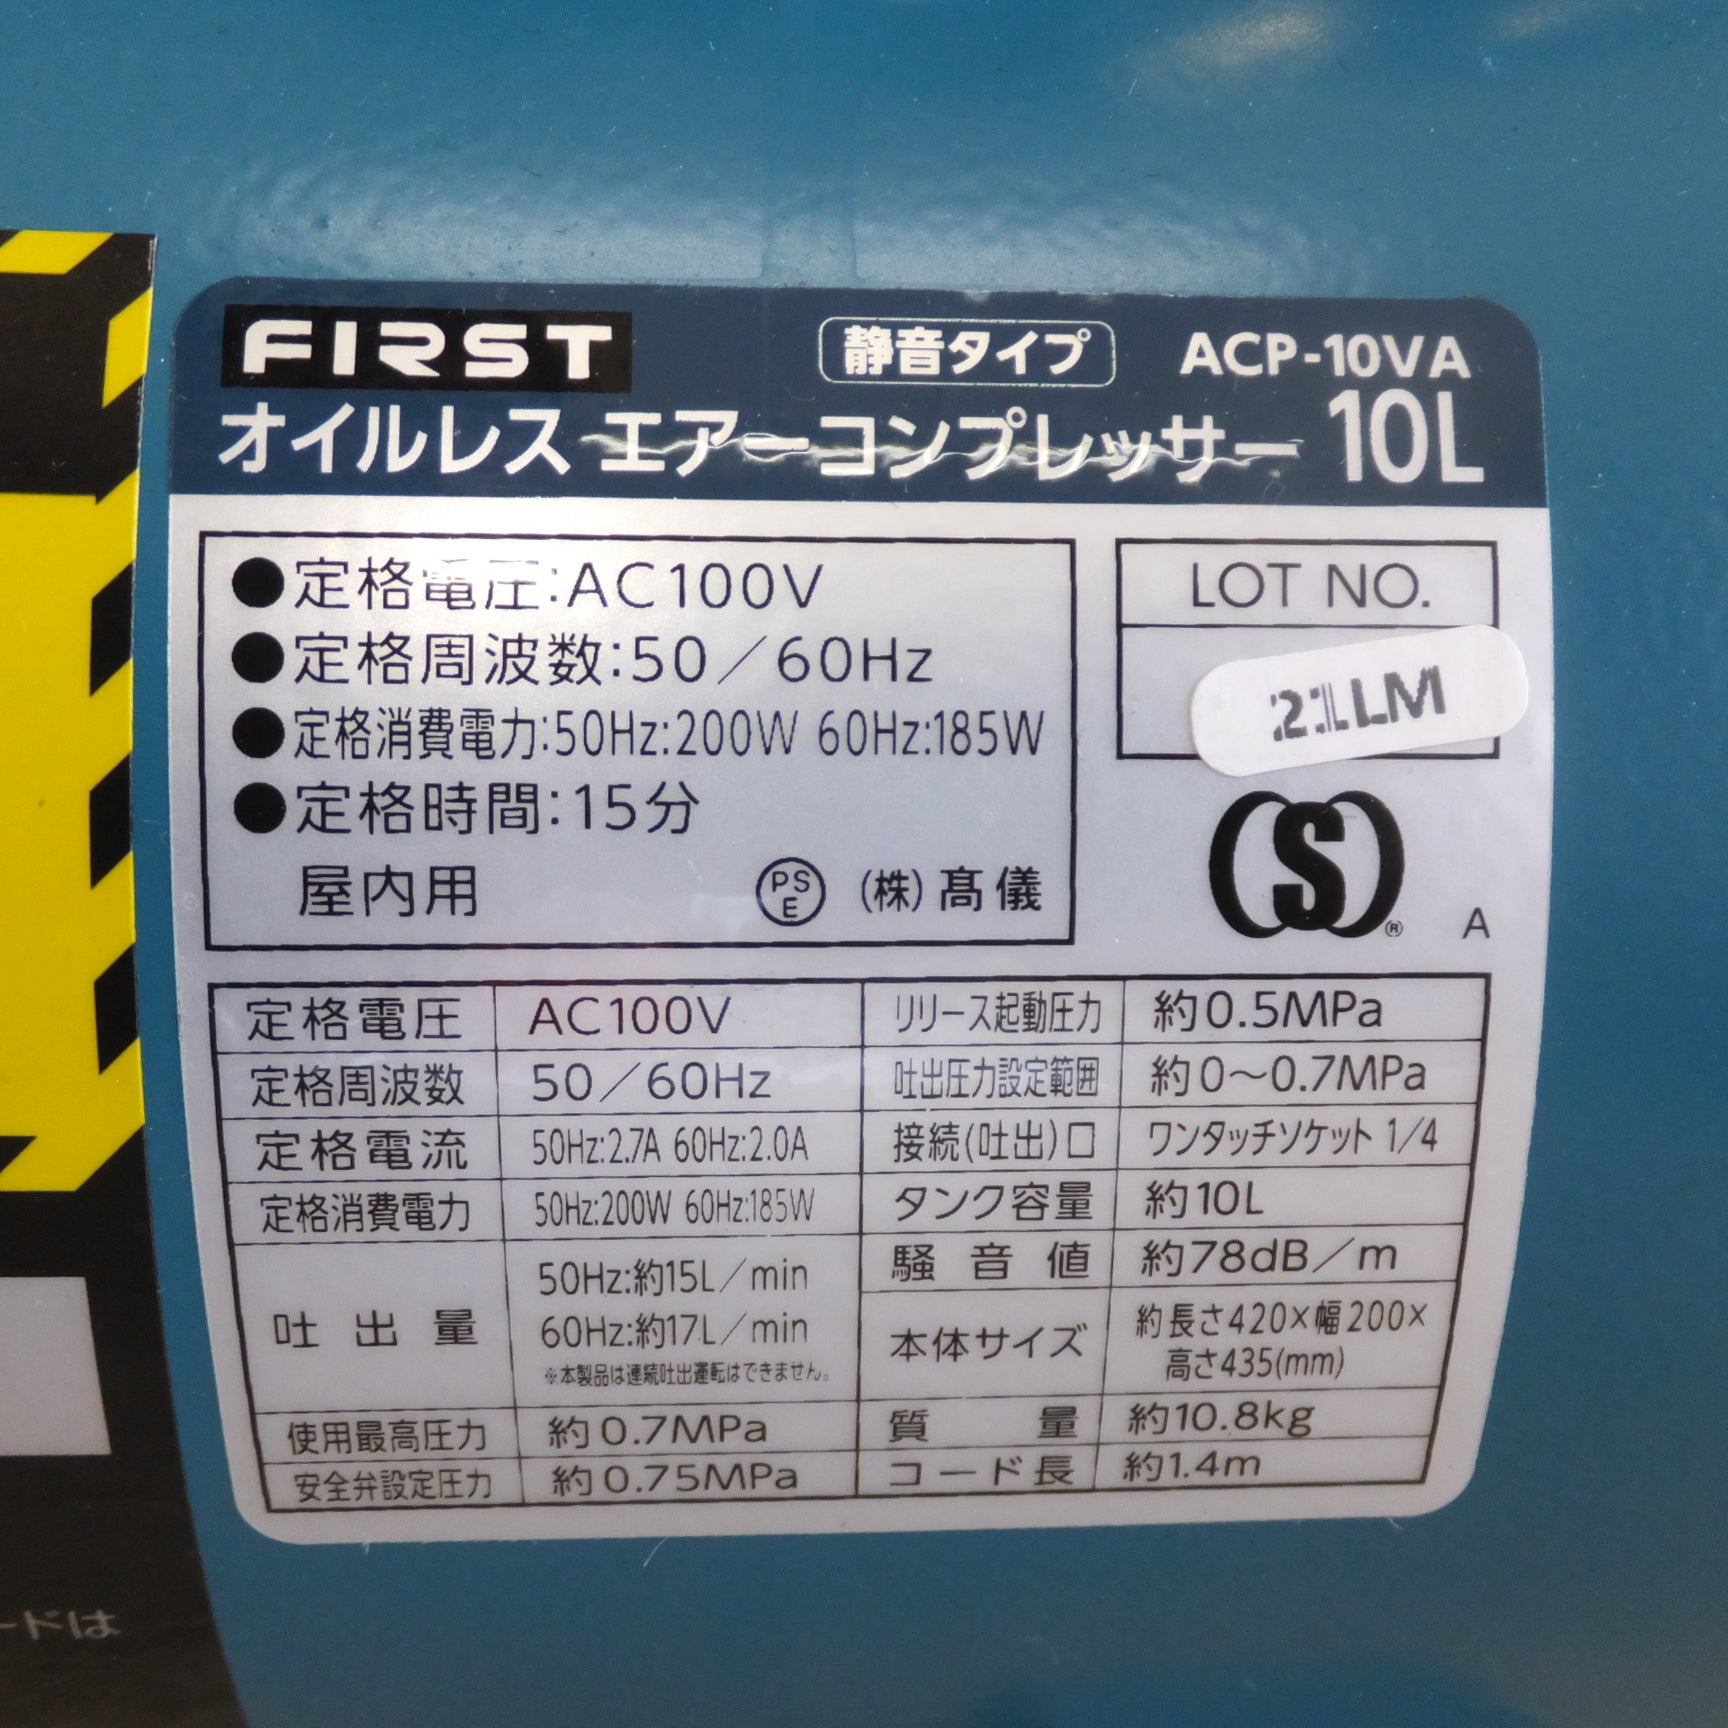 FIRST 静音タイプ ACP-10VA
オイルレス エアーコンプレッサー 10L
●定格電圧:AC100V
●定格周波数:50／60Hz
●定格消費電力:50Hz:200W 60Hz:185W
●定格時間:15分
屋内用 PSE (株)髙儀
LOT NO.
21LM
S
®
A
定格電圧 AC100V
定格周波数 50／60Hz
定格電流 50Hz:2.7A 60Hz:2.0A
定格消費電力 50Hz:200W 60Hz:185W
吐出量 50Hz:約15L／min
60Hz:約17L／min
※本製品は連続吐出運転はできません。
使用最高圧力 約0.7MPa
安全弁設定圧力 約0.75MPa
リリース起動圧力 約0.5MPa
吐出圧力設定範囲 約0〜0.7MPa
接続(吐出)口 ワンタッチソケット 1/4
タンク容量 約10L
騒音値 約78dB／m
本体サイズ 約長さ420×幅200×
高さ435(mm)
質量 約10.8kg
コード長 約1.4m
ードは